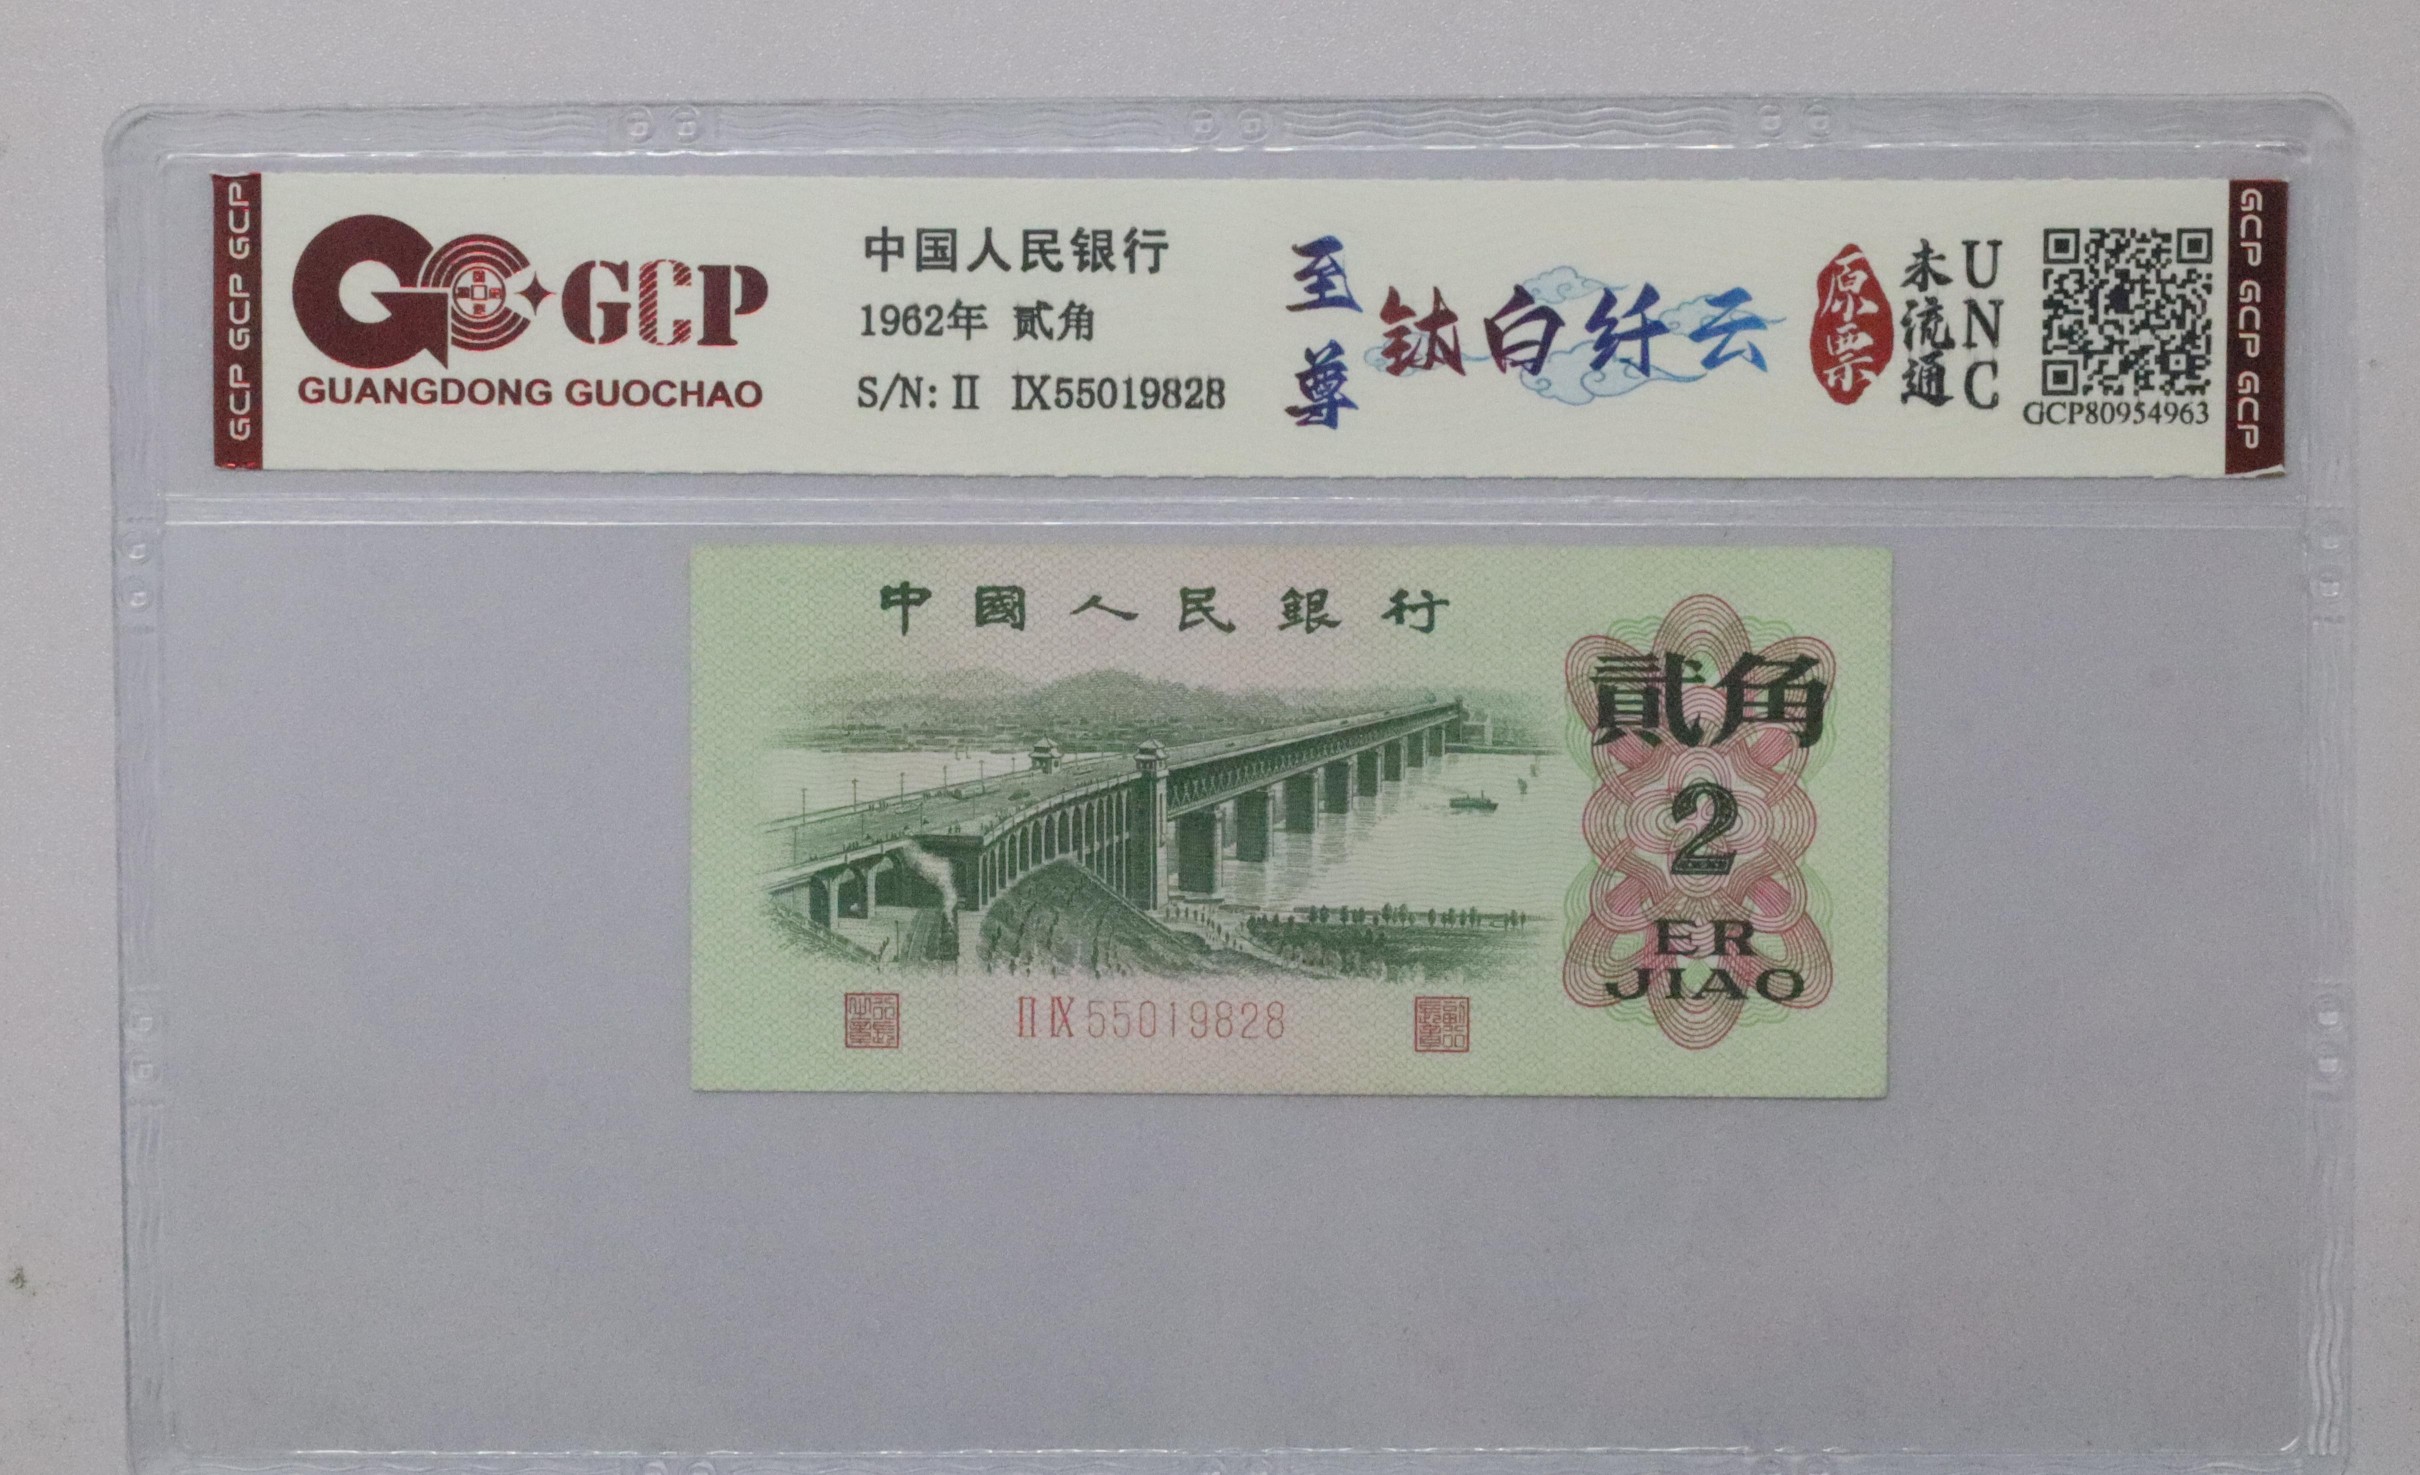 GCP GCP GCP
GCP
GUANGDONG GUOCHAO
中国人民银行
1962年 贰角
S/N: II IX55019828
至尊
钛白纤云
原票
未流通
UNC
GCP80954963
GCP GCP GCP
中國人民銀行
貳角
2
ER
JIAO
II IX 55019828